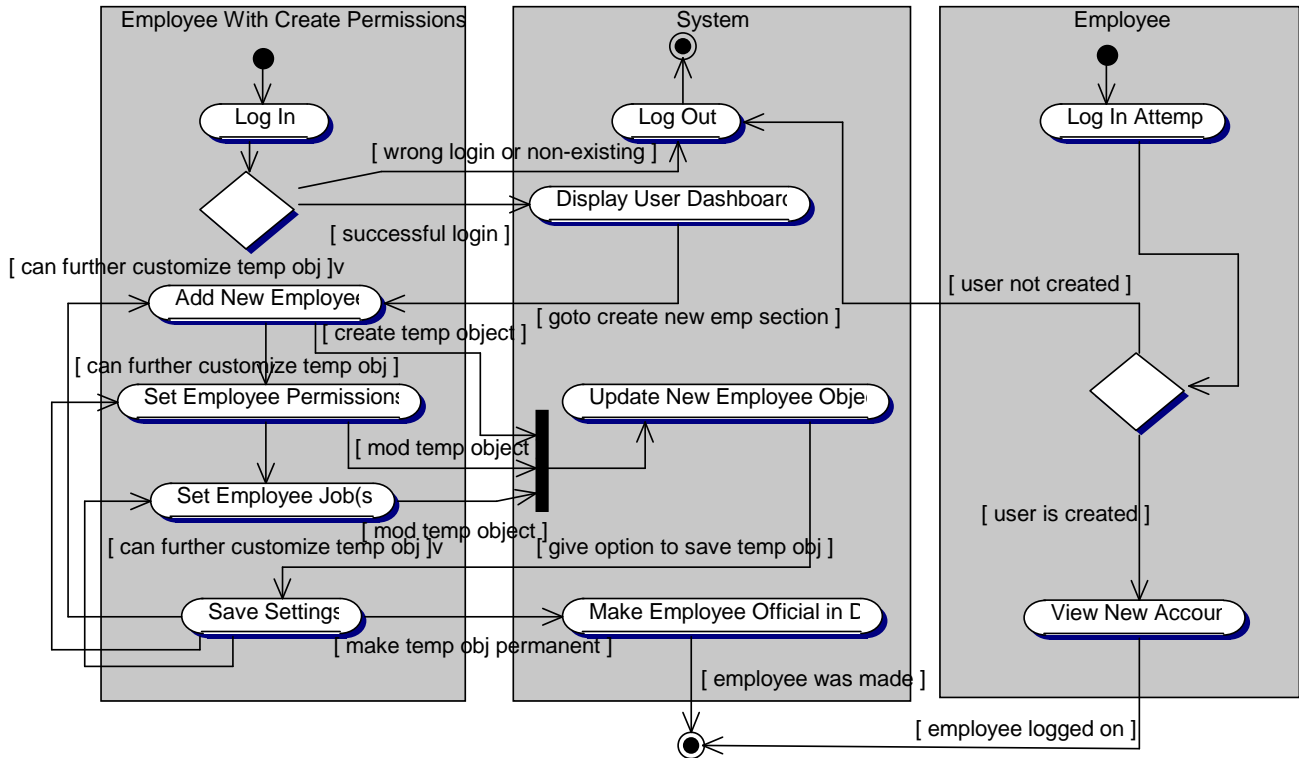 Employee With Create Permissions
System
Employee
Log In
Log Out
Log In Attemp
[ wrong login or non-existing ]
Display User Dashboard
[ successful login ]
[ can further customize temp obj ]v
[ user not created ]
Add New Employee
[ goto create new emp section ]
[ create temp object ]
[ can further customize temp obj ]
Set Employee Permissions
Update New Employee Objec
[ mod temp object
Set Employee Job(s
[ user is created ]
[ mod temp object ]
[ can further customize temp obj ]v
[ give option to save temp obj ]
Save Settings
Make Employee Official in D
View New Accour
[ make temp obj permanent ]
[ employee was made ]
[ employee logged on ]